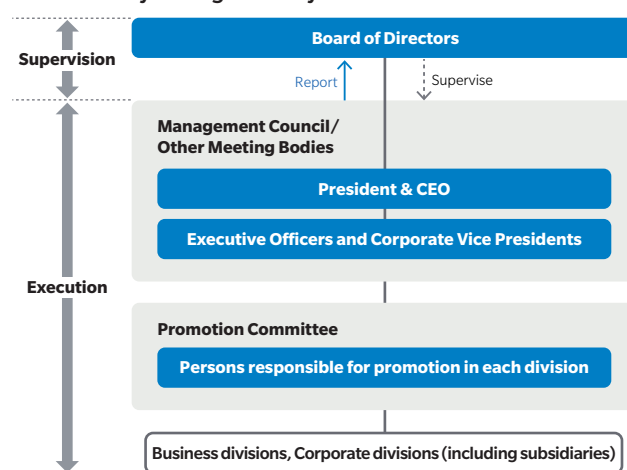 Board of Directors
Supervision
Report
Supervise
Management Council/
Other Meeting Bodies
President & CEO
Executive Officers and Corporate Vice Presidents
Execution
Promotion Committee
Persons responsible for promotion in each division
Business divisions, Corporate divisions (including subsidiaries)